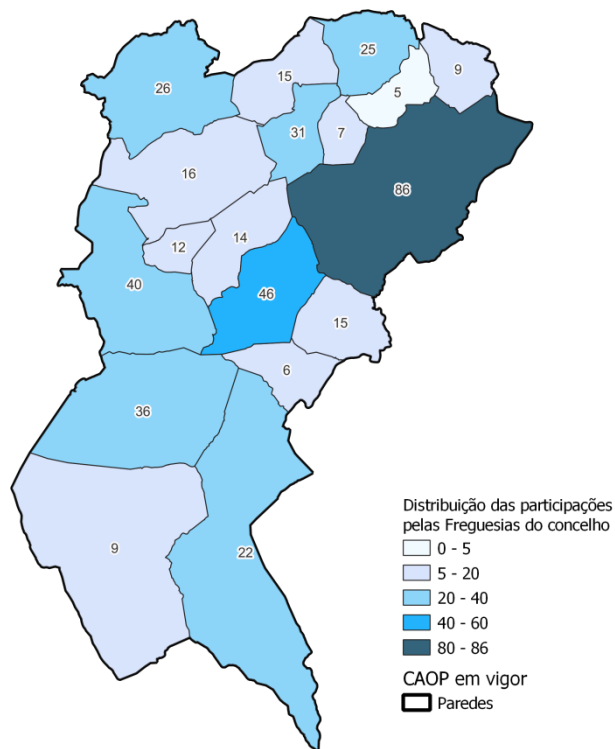 25
9
15
26
5
31
7
16
86
14
12
40
46
15
6
36
9
22
Distribuição das participações
pelas Freguesias do concelho
0 - 5
5 - 20
20 - 40
40 - 60
80 - 86
CAOP em vigor
Paredes